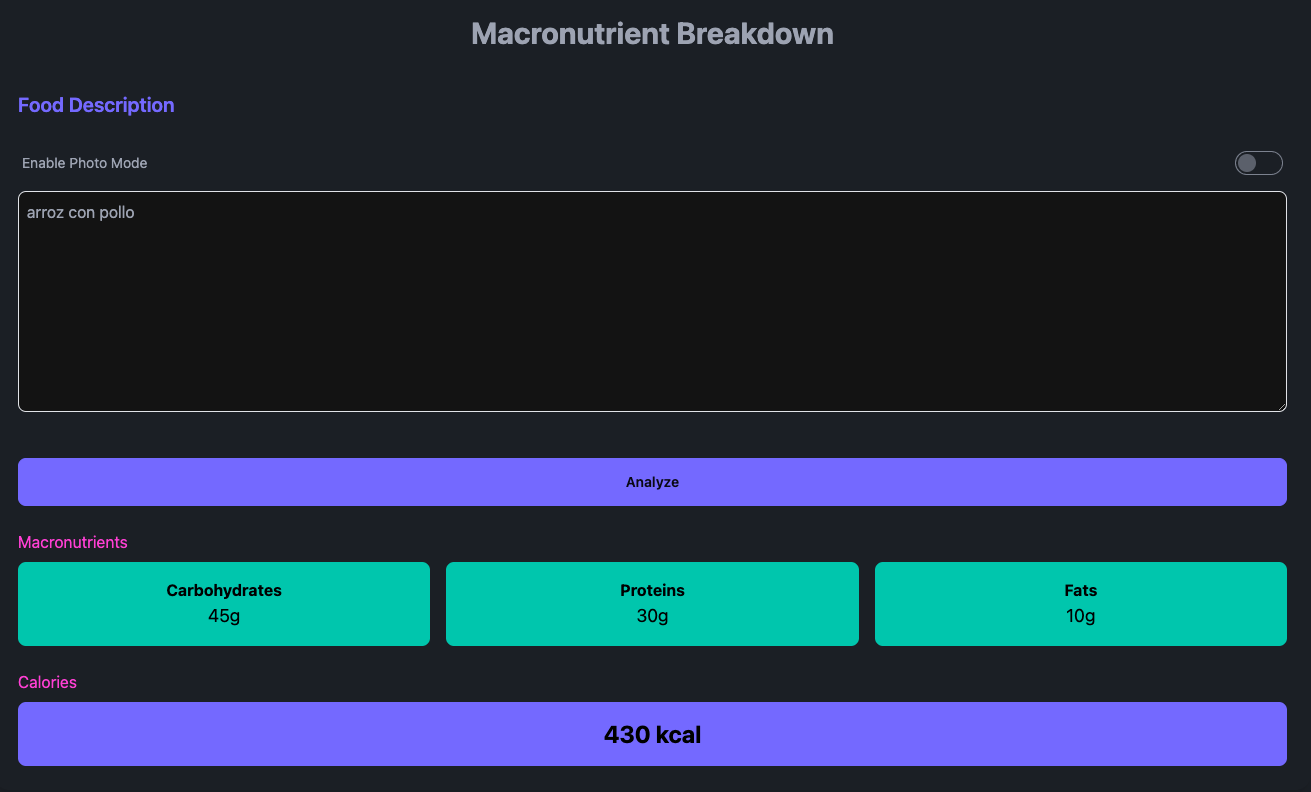 Macronutrient Breakdown
Food Description
Enable Photo Mode
arroz con pollo
Analyze
Macronutrients
Carbohydrates
45g
Proteins
30g
Fats
10g
Calories
430 kcal